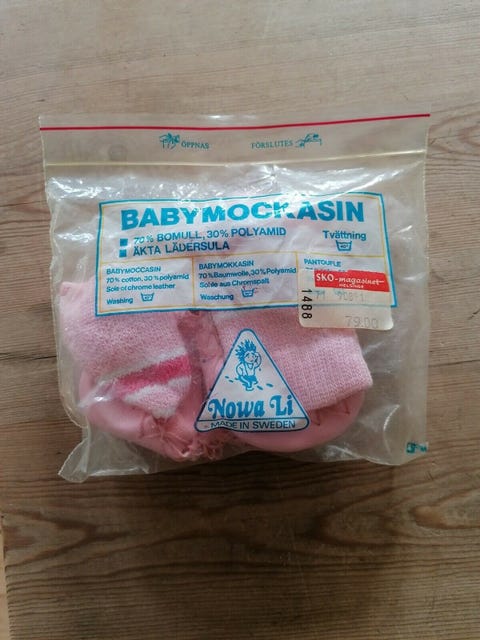 ÖPPNAS FÖRSLUTES
BABYMOCKASIN
70% BOMULL, 30% POLYAMID
ÄKTA LÄDERSULA
Tvättning
BABYMOCCASIN
70% cotton, 30% polyamid
Sole of chrome leather
Washing
BABYMOKKASIN
70% Baumwolle, 30% Polyamid
Sohle aus Chromspalt
Waschung
PANTOUFLE
SKO-magasinet
HELSINGE
1488
79.00
Nowa Li
MADE IN SWEDEN